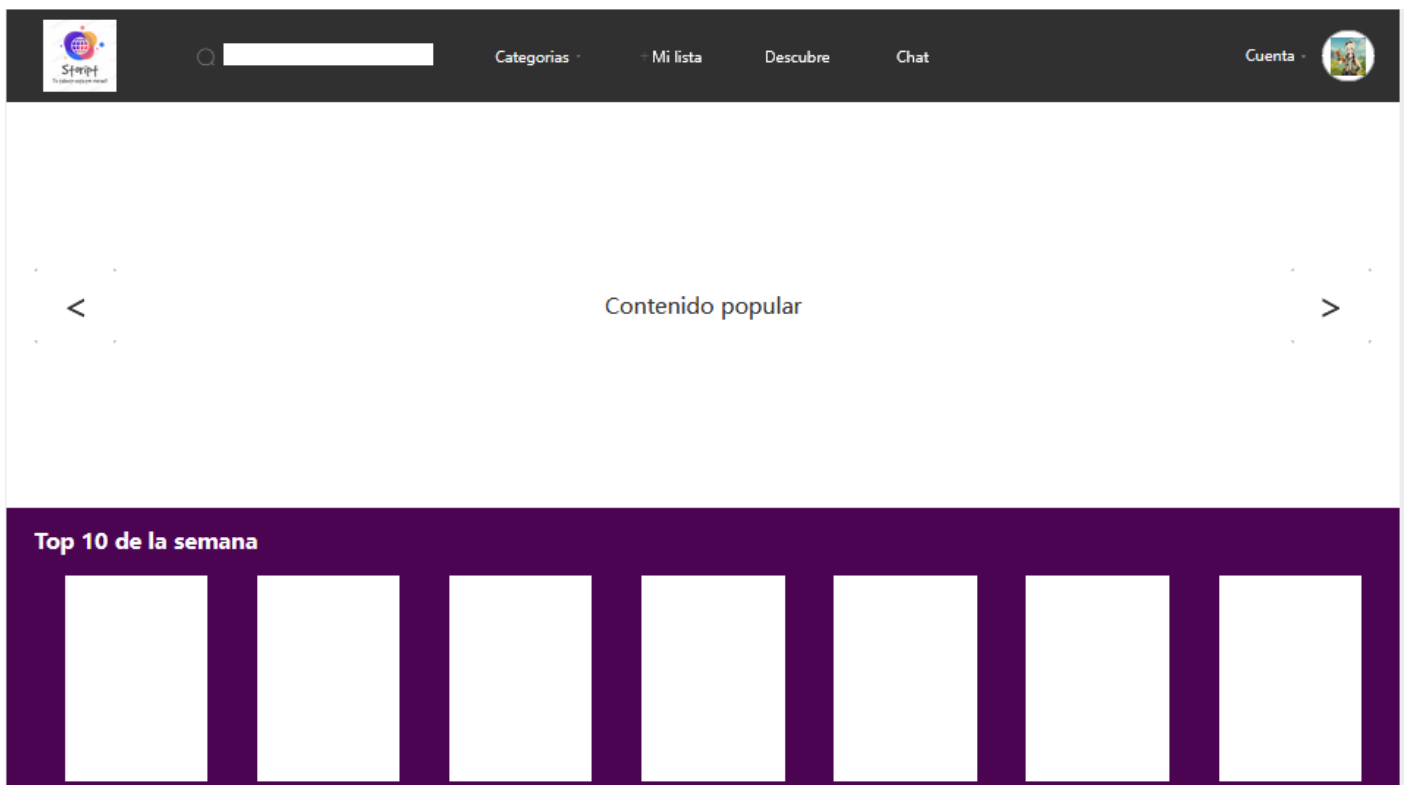 Stoript
Categorias
+ Mi lista
Descubre
Chat
Cuenta
<
Contenido popular
>
Top 10 de la semana